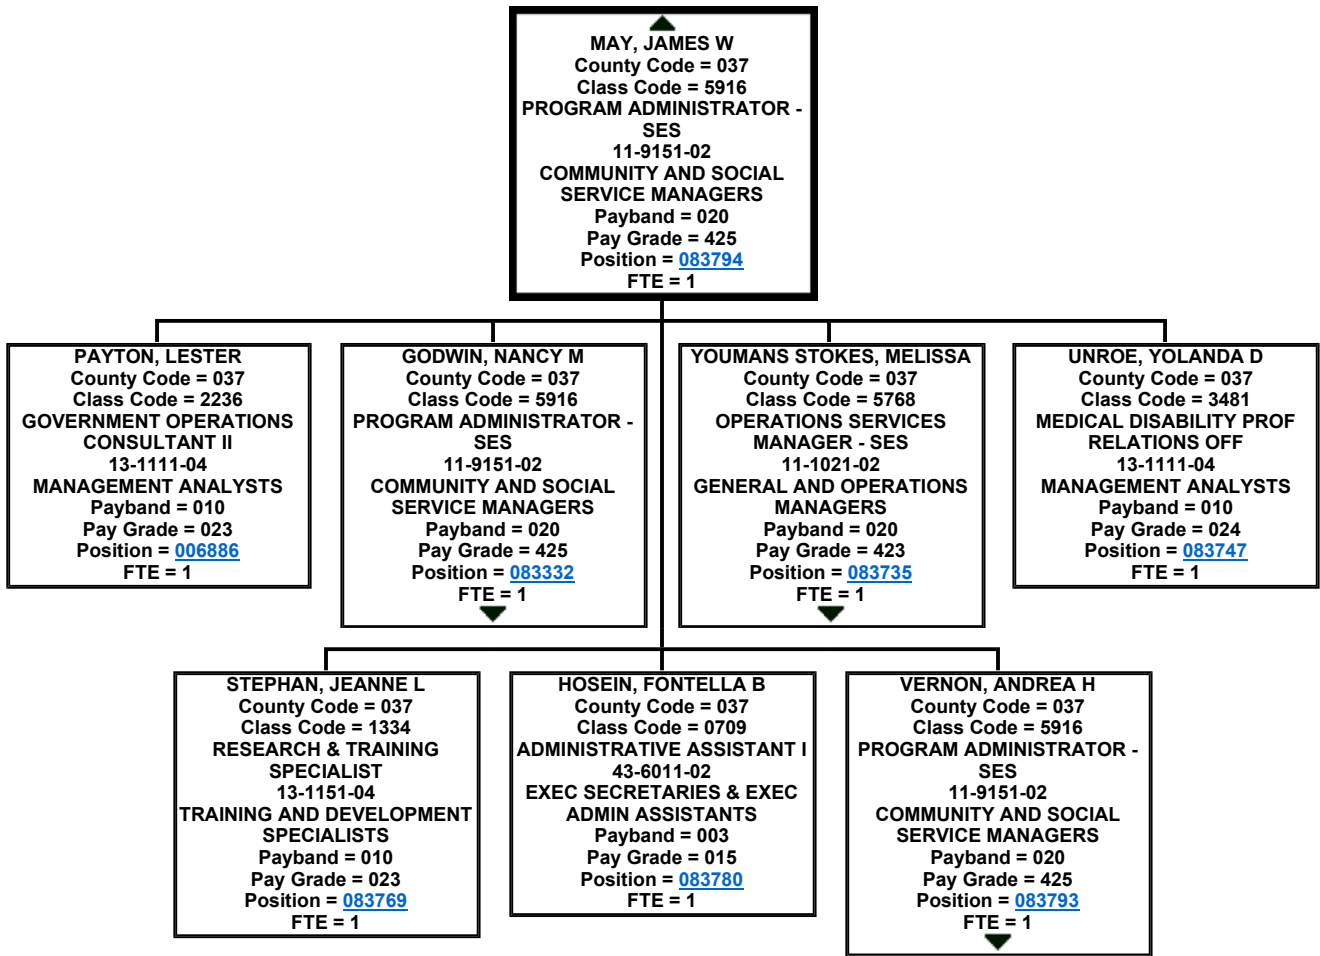 MAY, JAMES W
County Code = 037
Class Code = 5916
PROGRAM ADMINISTRATOR -
SES
11-9151-02
COMMUNITY AND SOCIAL
SERVICE MANAGERS
Payband = 020
Pay Grade = 425
Position = 083794
FTE = 1
PAYTON, LESTER
County Code = 037
Class Code = 2236
GOVERNMENT OPERATIONS
CONSULTANT II
13-1111-04
MANAGEMENT ANALYSTS
Payband = 010
Pay Grade = 023
Position = 006886
FTE = 1
GODWIN, NANCY M
County Code = 037
Class Code = 5916
PROGRAM ADMINISTRATOR -
SES
11-9151-02
COMMUNITY AND SOCIAL
SERVICE MANAGERS
Payband = 020
Pay Grade = 425
Position = 083332
FTE = 1
YOUMANS STOKES, MELISSA
County Code = 037
Class Code = 5768
OPERATIONS SERVICES
MANAGER - SES
11-1021-02
GENERAL AND OPERATIONS
MANAGERS
Payband = 020
Pay Grade = 423
Position = 083735
FTE = 1
UNROE, YOLANDA D
County Code = 037
Class Code = 3481
MEDICAL DISABILITY PROF
RELATIONS OFF
13-1111-04
MANAGEMENT ANALYSTS
Payband = 010
Pay Grade = 024
Position = 083747
FTE = 1
STEPHAN, JEANNE L
County Code = 037
Class Code = 1334
RESEARCH & TRAINING
SPECIALIST
13-1151-04
TRAINING AND DEVELOPMENT
SPECIALISTS
Payband = 010
Pay Grade = 023
Position = 083769
FTE = 1
HOSEIN, FONTELLA B
County Code = 037
Class Code = 0709
ADMINISTRATIVE ASSISTANT I
43-6011-02
EXEC SECRETARIES & EXEC
ADMIN ASSISTANTS
Payband = 003
Pay Grade = 015
Position = 083780
FTE = 1
VERNON, ANDREA H
County Code = 037
Class Code = 5916
PROGRAM ADMINISTRATOR -
SES
11-9151-02
COMMUNITY AND SOCIAL
SERVICE MANAGERS
Payband = 020
Pay Grade = 425
Position = 083793
FTE = 1